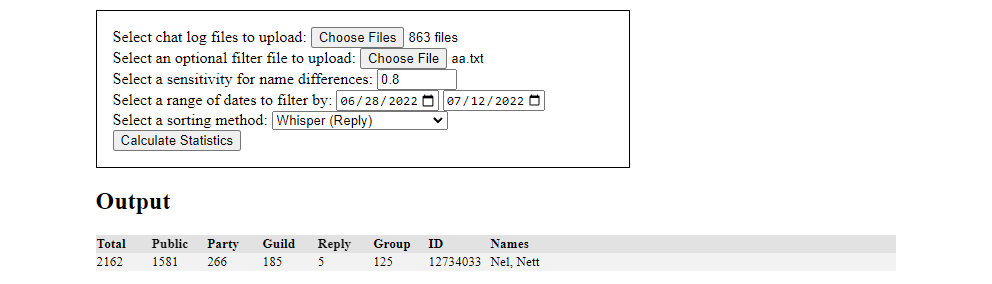 Select chat log files to upload: Choose Files 863 files
Select an optional filter file to upload: Choose File aa.txt
Select a sensitivity for name differences: 0.8
Select a range of dates to filter by: 06/28/2022 07/12/2022
Select a sorting method: Whisper (Reply)
Calculate Statistics
Output
Total Public Party Guild Reply Group ID Names
2162 1581 266 185 5 125 12734033 Nel, Nett